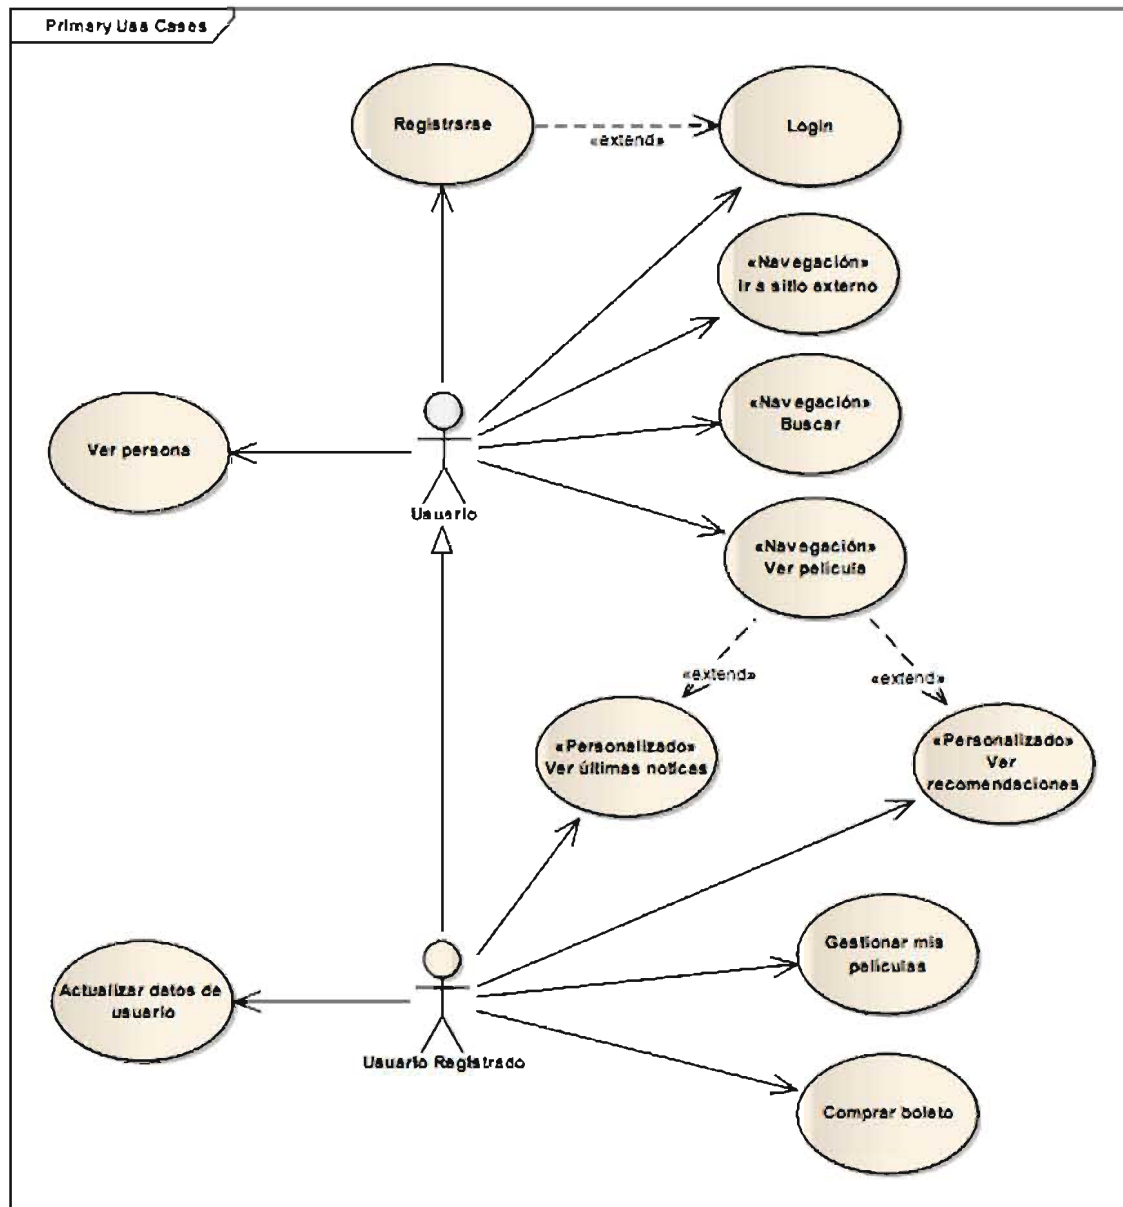 Primary Use Cases
Registrarse
«extend»
Login
«Navegación»
Ir a sitio externo
«Navegación»
Buscar
Ver persona
Usuario
«Navegación»
Ver película
«extend»
«extend»
«Personalizado»
Ver últimas noticas
«Personalizado»
Ver
recomendaciones
Gestionar mis
películas
Actualizar datos de
usuario
Usuario Registrado
Comprar boleto